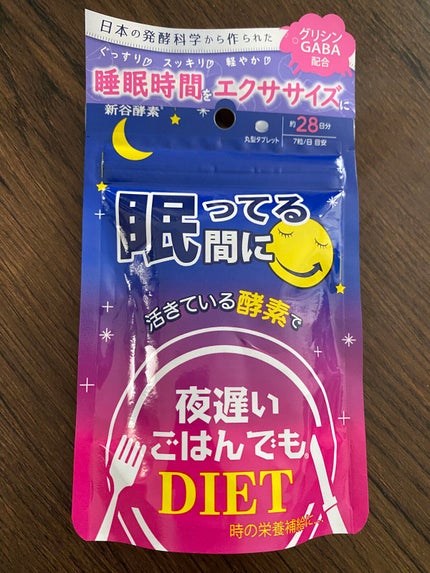 日本の発酵科学から作られた
グリシン
GABA
配合
ぐっすり スッキリ 軽やか
睡眠時間をエクササイズに
新谷酵素
丸型タブレット
約28日分
7粒/日 目安
眠ってる
間に
活きている酵素で
夜遅い
ごはんでも
DIET
時の栄養補給に